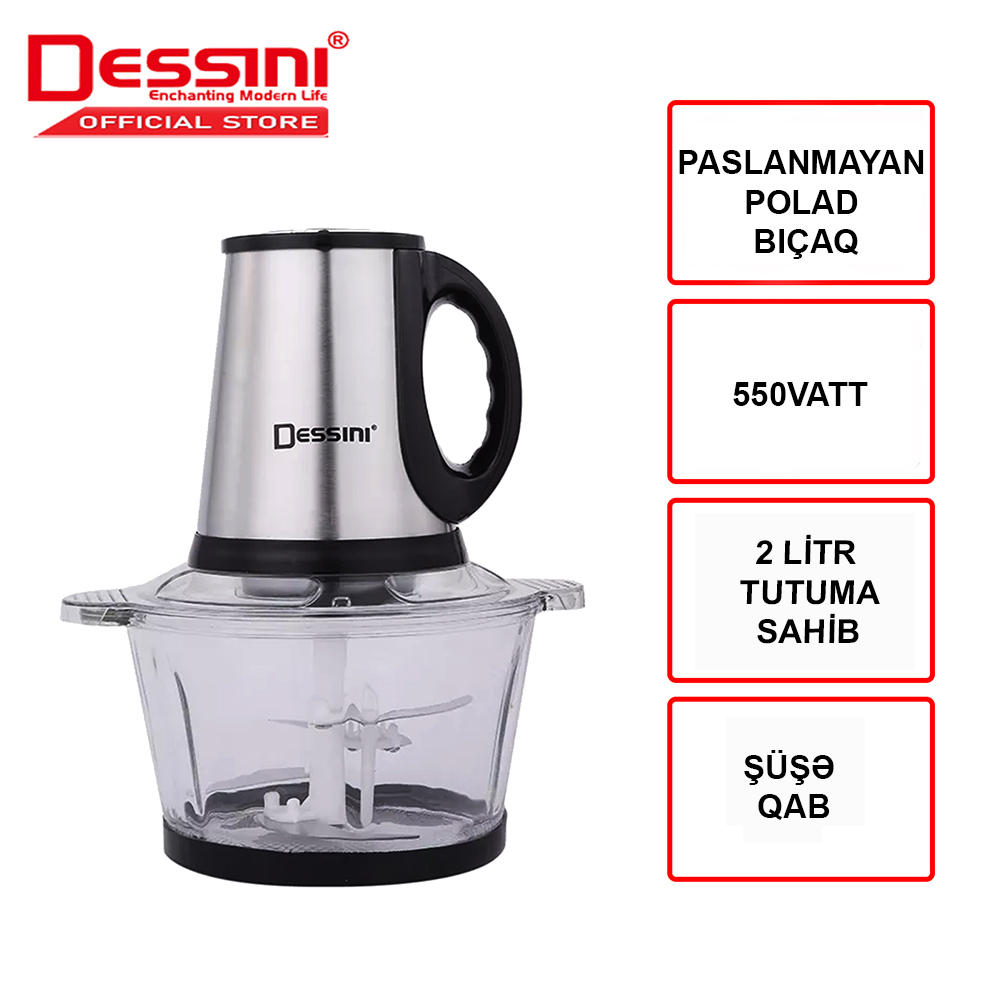 DESSINI®
Enchanting Modern Life
OFFICIAL STORE
PASLANMAYAN
POLAD
BIÇAQ
550VATT
DESSINI®
2 LİTR
TUTUMA
SAHİB
ŞÜŞƏ
QAB